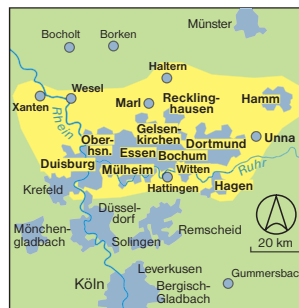 Münster
Bocholt Borken
Haltern
Wesel
Xanten
Marl
Reckling-
hausen
Hamm
Rhein
Gelsen-
kirchen
Ober-
hsn.
Essen
Bochum
Dortmund
Unna
Duisburg
Mülheim
Witten
Ruhr
Hattingen
Hagen
Krefeld
Düssel-
dorf
Mönchen-
gladbach
Solingen
Remscheid
20 km
Leverkusen
Köln
Bergisch-
Gladbach
Gummersbach